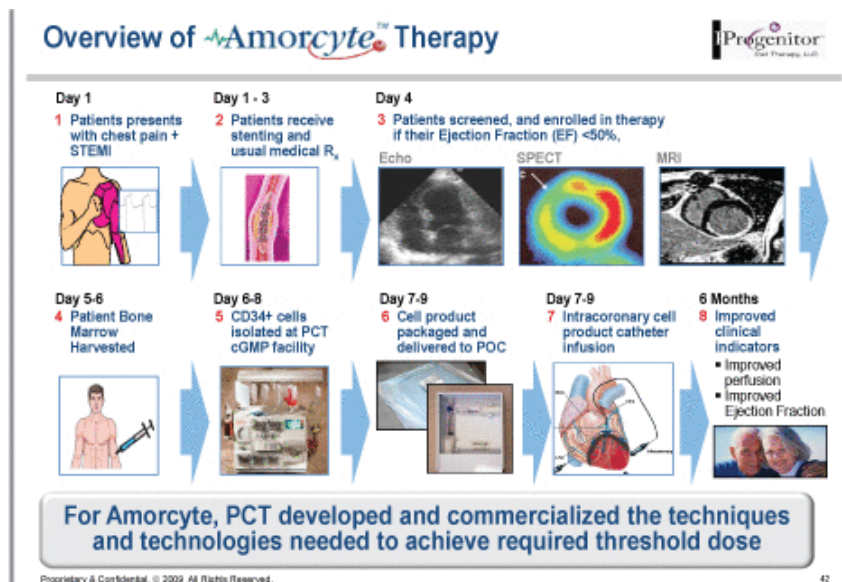 Overview of Amorcyte™ Therapy
Progenitor
Cell Therapy, LLC
Day 1
1 Patients presents
with chest pain +
STEMI
Day 1 - 3
2 Patients receive
stenting and
usual medical Rx
Day 4
3 Patients screened, and enrolled in therapy
if their Ejection Fraction (EF) <50%,
Echo
SPECT
MRI
Day 5-6
4 Patient Bone
Marrow
Harvested
Day 6-8
5 CD34+ cells
isolated at PCT
cGMP facility
Day 7-9
6 Cell product
packaged and
delivered to POC
Day 7-9
7 Intracoronary cell
product catheter
infusion
6 Months
8 Improved
clinical
indicators
▪ Improved
perfusion
▪ Improved
Ejection Fraction
For Amorcyte, PCT developed and commercialized the techniques
and technologies needed to achieve required threshold dose
Proprietary & Confidential. © 2009 All Rights Reserved.
42